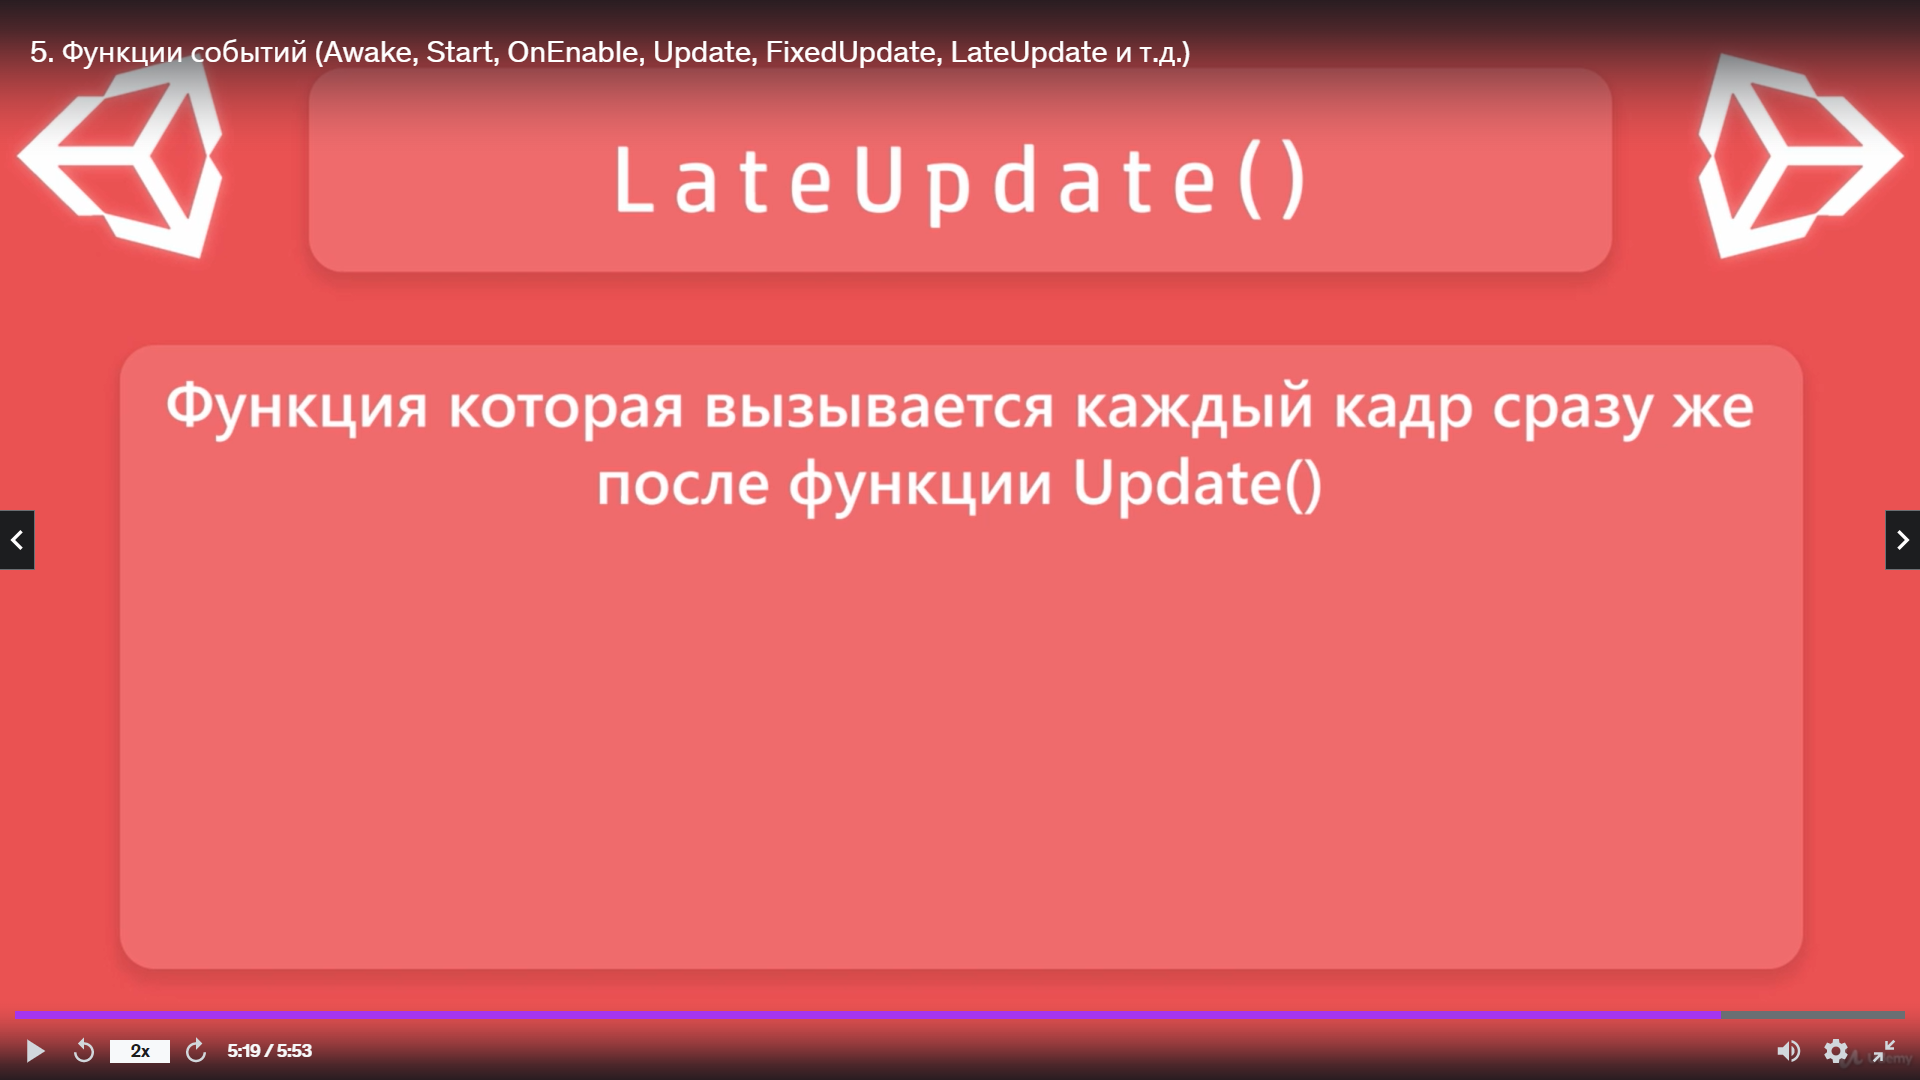 5. Функции событий (Awake, Start, OnEnable, Update, FixedUpdate, LateUpdate и т.д.)
LateUpdate()
Функция которая вызывается каждый кадр сразу же
после функции Update()
2x
5:19 / 5:53
Udemy